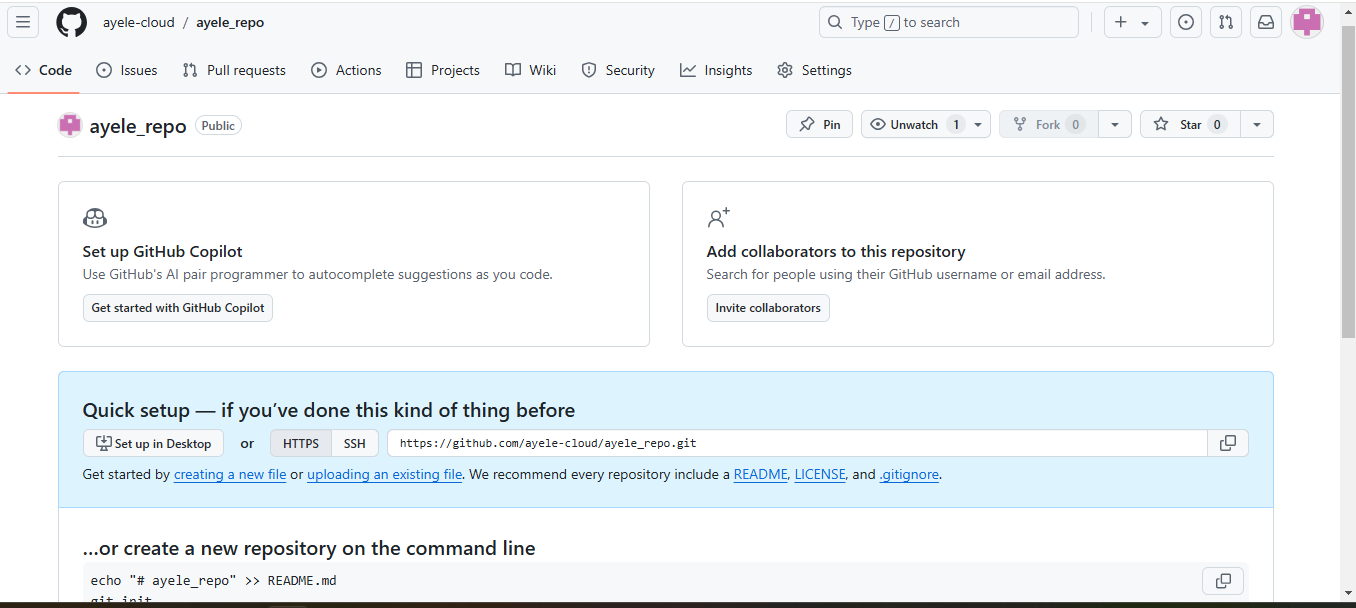 ayele-cloud / ayele_repo
Type / to search
Code Issues Pull requests Actions Projects Wiki Security Insights Settings
ayele_repo Public
Pin Unwatch 1 Fork 0 Star 0
Set up GitHub Copilot
Use GitHub's AI pair programmer to autocomplete suggestions as you code.
Get started with GitHub Copilot
Add collaborators to this repository
Search for people using their GitHub username or email address.
Invite collaborators
Quick setup — if you've done this kind of thing before
Set up in Desktop or HTTPS SSH https://github.com/ayele-cloud/ayele_repo.git
Get started by creating a new file or uploading an existing file. We recommend every repository include a README, LICENSE, and .gitignore.
…or create a new repository on the command line
echo "# ayele_repo" >> README.md
git init